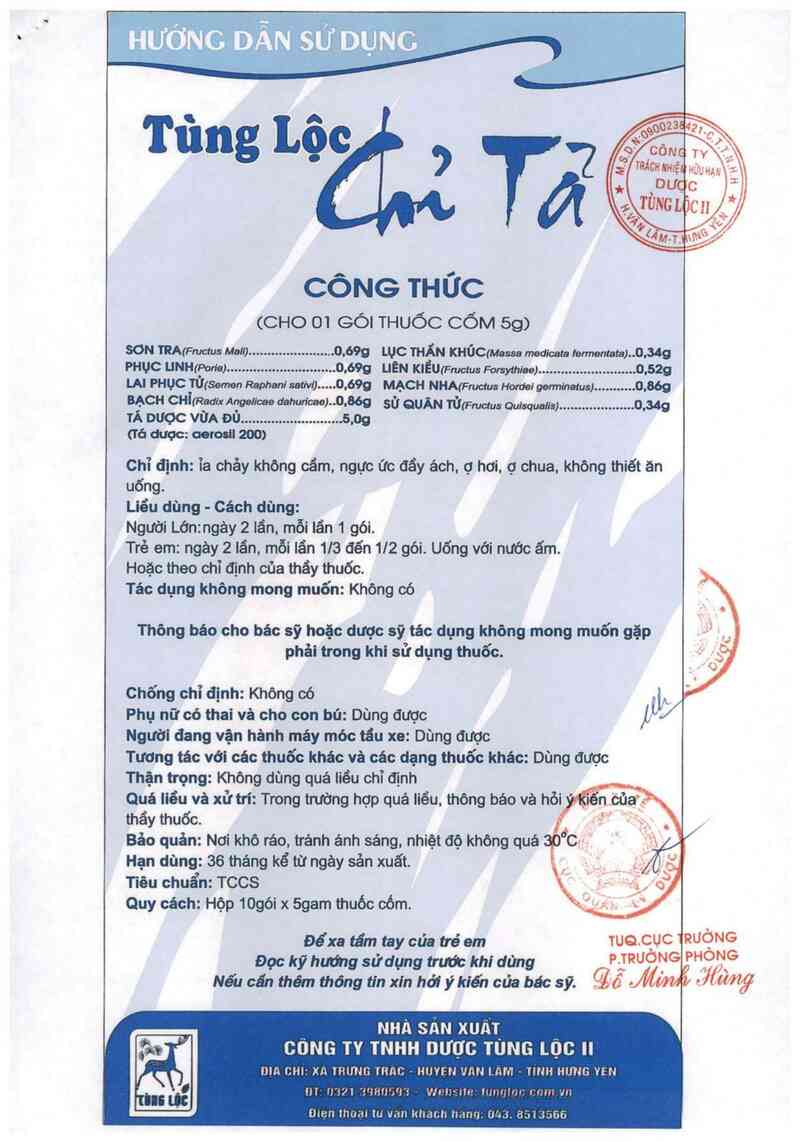 HƯỚNG DẪN SỬ DỤNG
Tùng Lộc
Chỉ Tả
M.S.D.N:0900238421-C.T.T.N.H.H
CÔNG TY
TRÁCH NHIỆM HỮU HẠN
DƯỢC
TÙNG LỘC II
H.VĂN LÂM-T.HƯNG YÊN
CÔNG THỨC
(CHO 01 GÓI THUỐC CỐM 5g)
SƠN TRA(Fructus Mali)..........................0,69g LỤC THẦN KHÚC(Massa medicata fermentata)..0,34g
PHỤC LINH(Poria)................................0,69g LIÊN KIỀU(Fructus Forsythiae)......................0,52g
LAI PHỤC TỬ(Semen Raphani sativi).....0,69g MẠCH NHA(Fructus Hordei germinatus)............0,86g
BẠCH CHỈ(Radix Angelicae dahuricae)..0,86g SỬ QUÂN TỬ(Fructus Quisqualis)......................0,34g
TÁ DƯỢC VỪA ĐỦ..............................5,0g
(Tá dược: aerosil 200)
Chỉ định: ỉa chảy không cầm, ngực ức đầy ách, ợ hơi, ợ chua, không thiết ăn
uống.
Liều dùng - Cách dùng:
Người Lớn:ngày 2 lần, mỗi lần 1 gói.
Trẻ em: ngày 2 lần, mỗi lần 1/3 đến 1/2 gói. Uống với nước ấm.
Hoặc theo chỉ định của thầy thuốc.
Tác dụng không mong muốn: Không có
Thông báo cho bác sỹ hoặc dược sỹ tác dụng không mong muốn gặp
phải trong khi sử dụng thuốc.
DƯỢC
Chống chỉ định: Không có
Phụ nữ có thai và cho con bú: Dùng được
Người đang vận hành máy móc tầu xe: Dùng được
Tương tác với các thuốc khác và các dạng thuốc khác: Dùng được
Thận trọng: Không dùng quá liều chỉ định
Quá liều và xử trí: Trong trường hợp quá liều, thông báo và hỏi ý kiến của
thầy thuốc.
Bảo quản: Nơi khô ráo, trành ánh sáng, nhiệt độ không quá 30°C
Hạn dùng: 36 tháng kể từ ngày sản xuất.
Tiêu chuẩn: TCCS
Quy cách: Hộp 10gói x 5gam thuốc cốm.
CỤC QUẢN LÝ DƯỢC
Để xa tầm tay của trẻ em
Đọc kỹ hướng sử dụng trước khi dùng
Nếu cần thêm thông tin xin hỏi ý kiến của bác sỹ.
TUQ.CỤC TRƯỞNG
P.TRƯỞNG PHÒNG
Đỗ Minh Hùng
NHÀ SẢN XUẤT
CÔNG TY TNHH DƯỢC TÙNG LỘC II
ĐỊA CHỈ: XÃ TRƯNG TRẮC - HUYỆN VĂN LÂM - TỈNH HƯNG YÊN
ĐT: 0321 3980593 - Website: tungloc.com.vn
Điện thoại tư vấn khách hàng: 043. 8513566
TÙNG LỘC